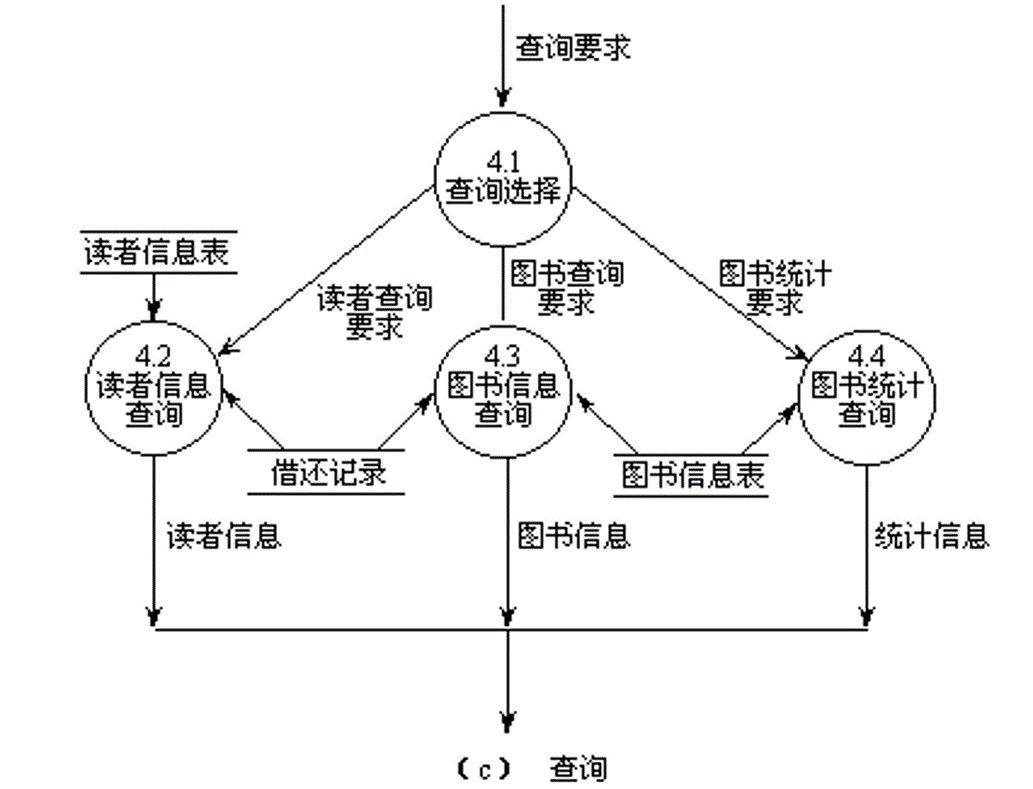 查询要求
4.1
查询选择
读者信息表
读者查询
要求
图书查询
要求
图书统计
要求
4.2
读者信息
查询
4.3
图书信息
查询
4.4
图书统计
查询
借还记录
图书信息表
读者信息
图书信息
统计信息
(c) 查询